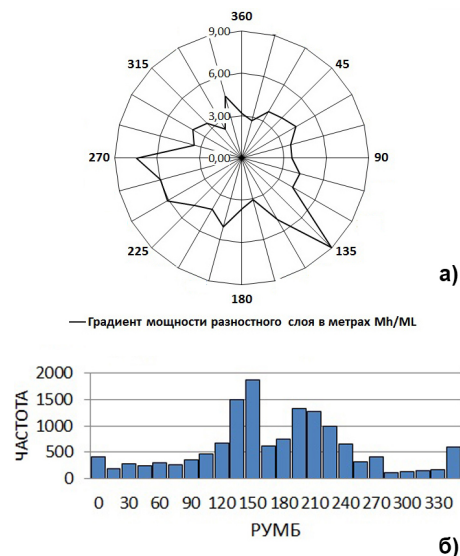 360
9,00
315
45
6,00
3,00
270
0,00
90
225
135
180
а)
Градиент мощности разностного слоя в метрах Mh/ML
2000
1500
1000
500
0
ЧАСТОТА
0 30 60 90 120 150 180 210 240 270 300 330
РУМБ
б)